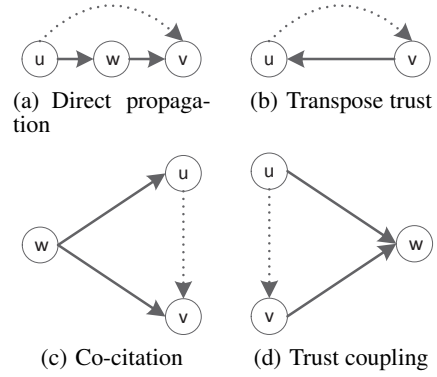 u w v
u v
(a) Direct propaga-
tion
(b) Transpose trust
u
w
v
u
w
v
(c) Co-citation
(d) Trust coupling